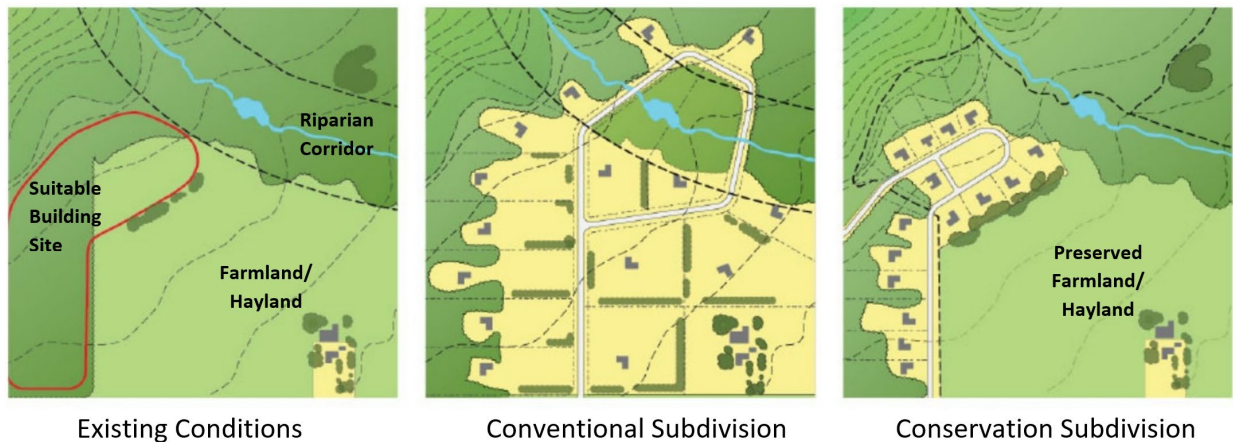 Riparian
Corridor
Suitable
Building
Site
Farmland/
Hayland
Preserved
Farmland/
Hayland
Existing Conditions
Conventional Subdivision
Conservation Subdivision